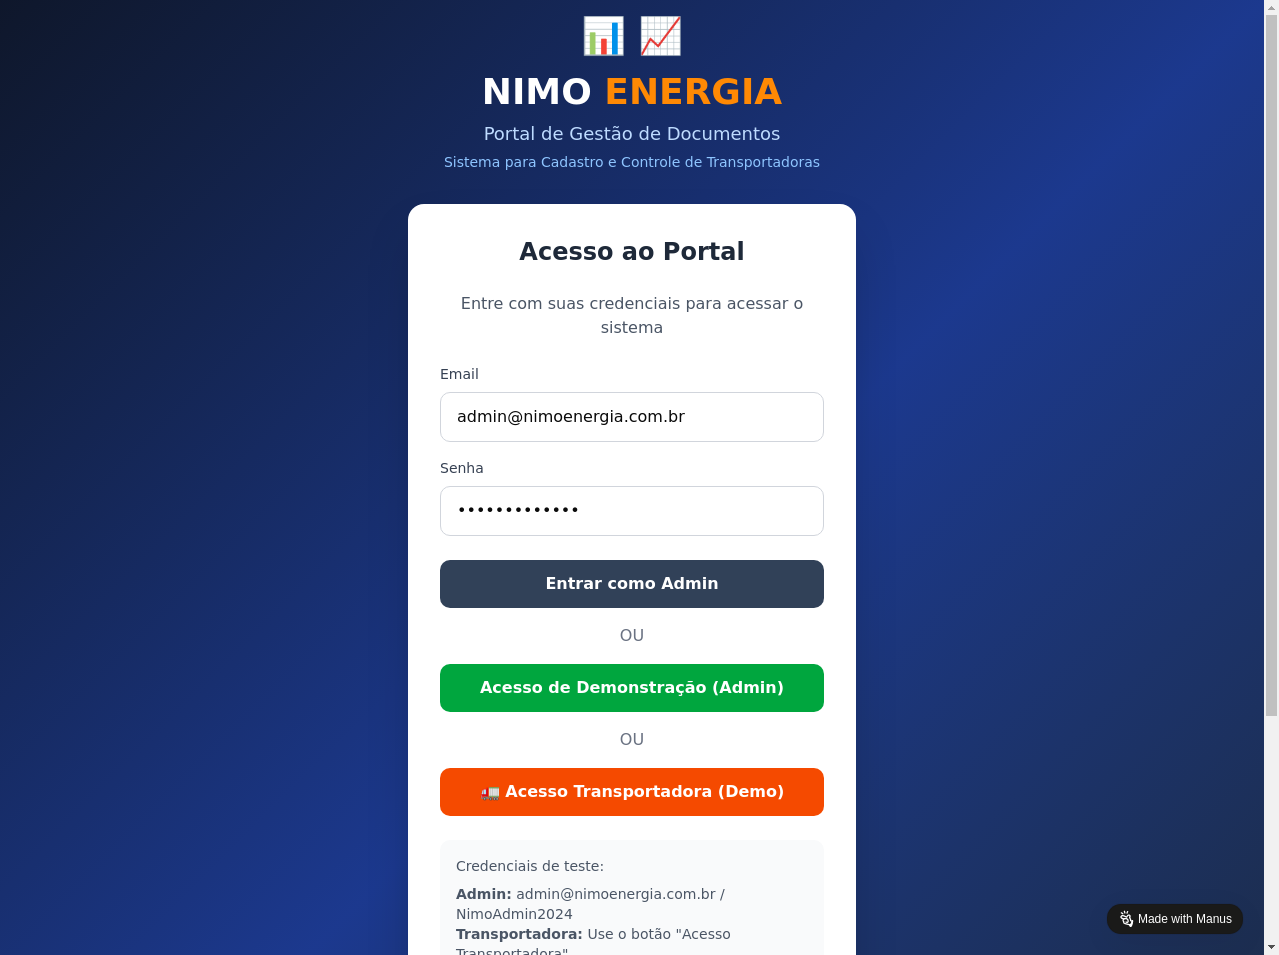 NIMO ENERGIA
Portal de Gestão de Documentos
Sistema para Cadastro e Controle de Transportadoras
Acesso ao Portal
Entre com suas credenciais para acessar o
sistema
Email
admin@nimoenergia.com.br
Senha
•••••••••••••
Entrar como Admin
OU
Acesso de Demonstração (Admin)
OU
🚛 Acesso Transportadora (Demo)
Credenciais de teste:
Admin: admin@nimoenergia.com.br /
NimoAdmin2024
Transportadora: Use o botão "Acesso
Transportadora"
Made with Manus